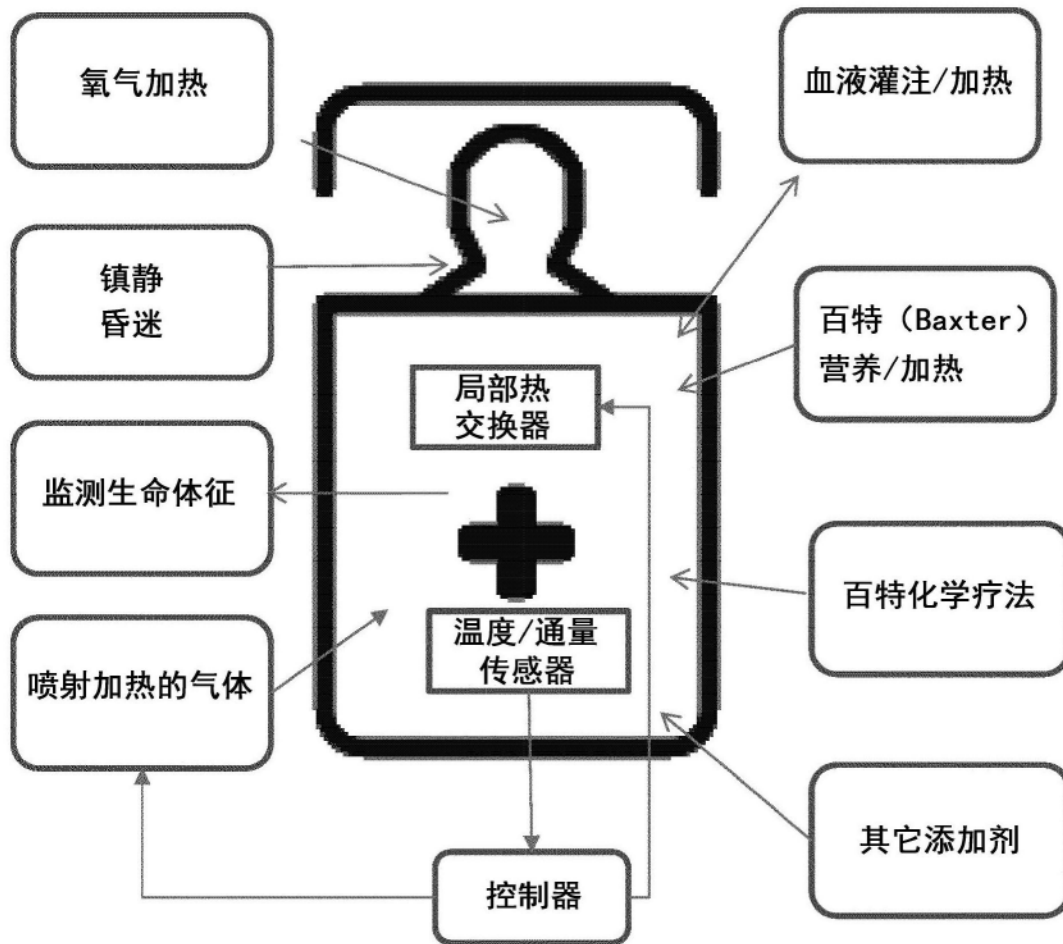 氧气加热
血液灌注/加热
镇静
昏迷
百特（Baxter）
营养/加热
局部热
交换器
监测生命体征
百特化学疗法
温度/通量
传感器
喷射加热的气体
其它添加剂
控制器